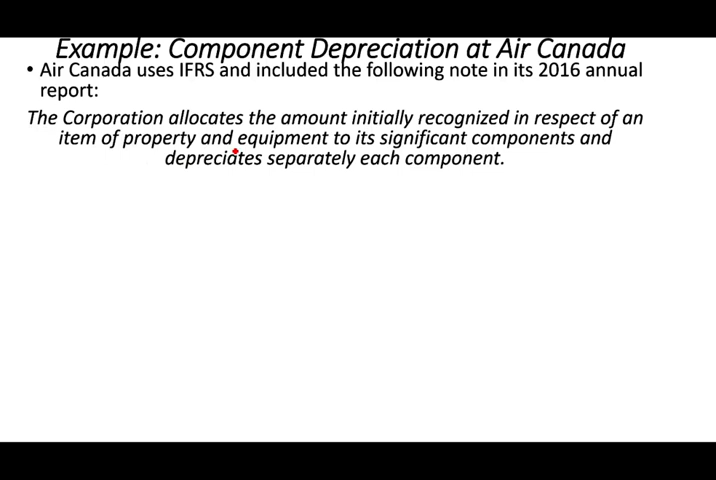 Example: Component Depreciation at Air Canada
• Air Canada uses IFRS and included the following note in its 2016 annual
report:
The Corporation allocates the amount initially recognized in respect of an
item of property and equipment to its significant components and
depreciates separately each component.